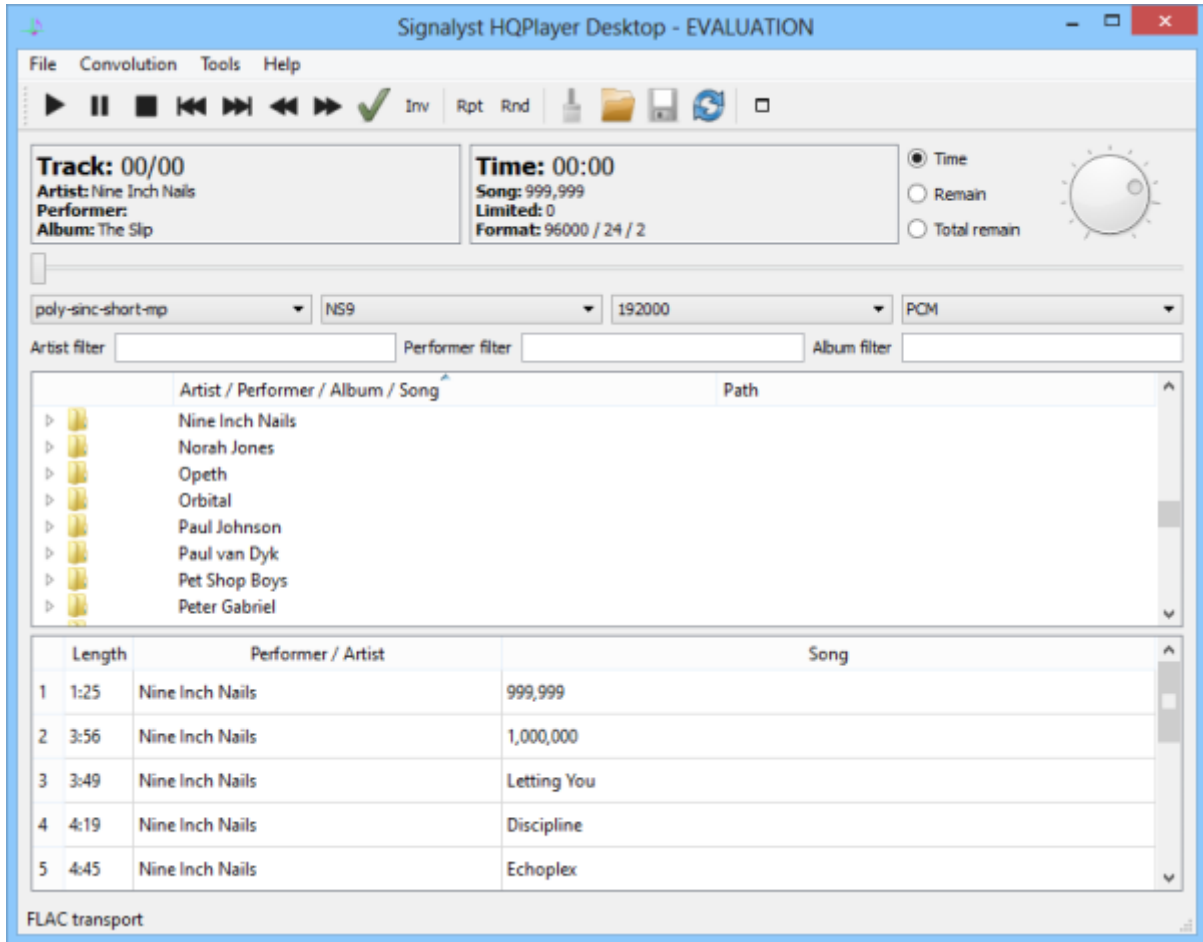 Signalyst HQPlayer Desktop - EVALUATION
File Convolution Tools Help
Inv Rpt Rnd
Track: 00/00
Artist: Nine Inch Nails
Performer:
Album: The Slip
Time: 00:00
Song: 999,999
Limited: 0
Format: 96000 / 24 / 2
Time
Remain
Total remain
poly-sinc-short-mp NS9 192000 PCM
Artist filter Performer filter Album filter
Artist / Performer / Album / Song Path
Nine Inch Nails
Norah Jones
Opeth
Orbital
Paul Johnson
Paul van Dyk
Pet Shop Boys
Peter Gabriel
Length Performer / Artist Song
1 1:25 Nine Inch Nails 999,999
2 3:56 Nine Inch Nails 1,000,000
3 3:49 Nine Inch Nails Letting You
4 4:19 Nine Inch Nails Discipline
5 4:45 Nine Inch Nails Echoplex
FLAC transport